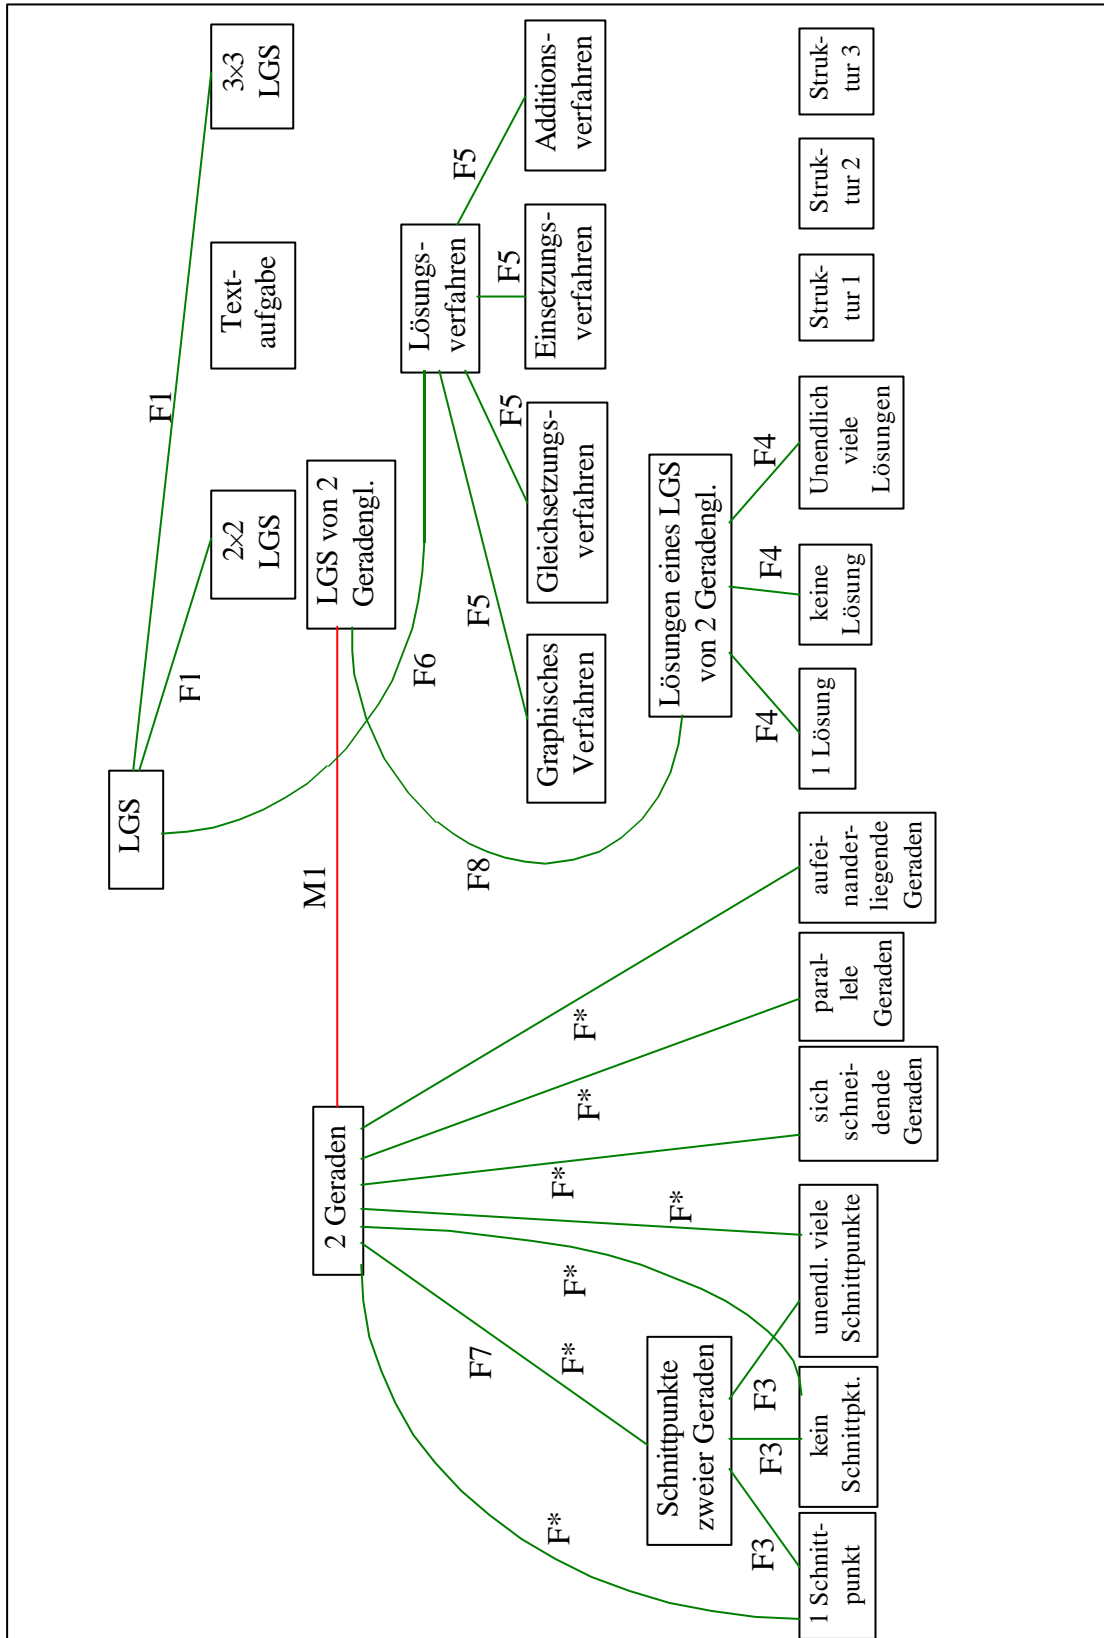 LGS
F1
F1
2x2
LGS
Text-
aufgabe
3x3
LGS
M1
2 Geraden
LGS von 2
Geradengl.
F6
F8
Lösungs-
verfahren
F5
F5
F5
F5
Graphisches
Verfahren
Gleichsetzungs-
verfahren
Einsetzungs-
verfahren
Additions-
verfahren
F7
F*
F*
F*
F*
F*
F*
F*
Schnittpunkte
zweier Geraden
Lösungen eines LGS
von 2 Geradengl.
F3
F3
F3
F4
F4
F4
1 Schnitt-
punkt
kein
Schnittpkt.
unendl. viele
Schnittpunkte
sich
schnei-
dende
Geraden
paral-
lele
Geraden
aufei-
nander-
liegende
Geraden
1 Lösung
keine
Lösung
Unendlich
viele
Lösungen
Struk-
tur 1
Struk-
tur 2
Struk-
tur 3